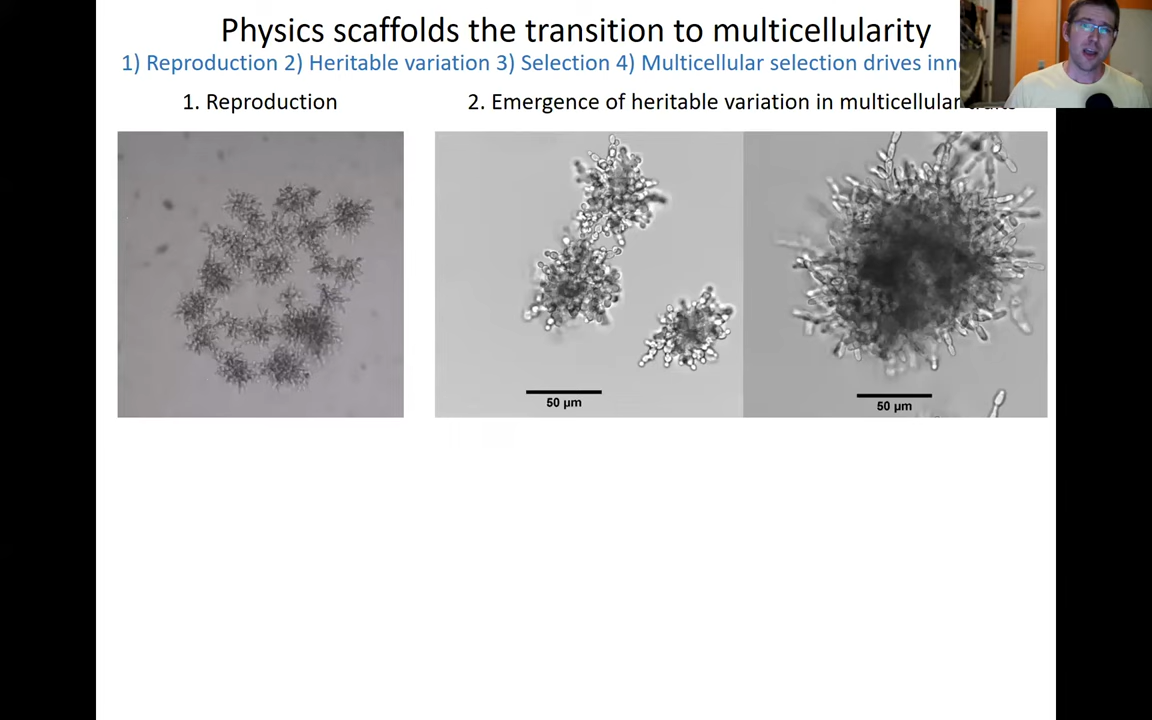 Physics scaffolds the transition to multicellularity
1) Reproduction 2) Heritable variation 3) Selection 4) Multicellular selection drives
1. Reproduction
2. Emergence of heritable variation in multicellular
50 µm
50 µm